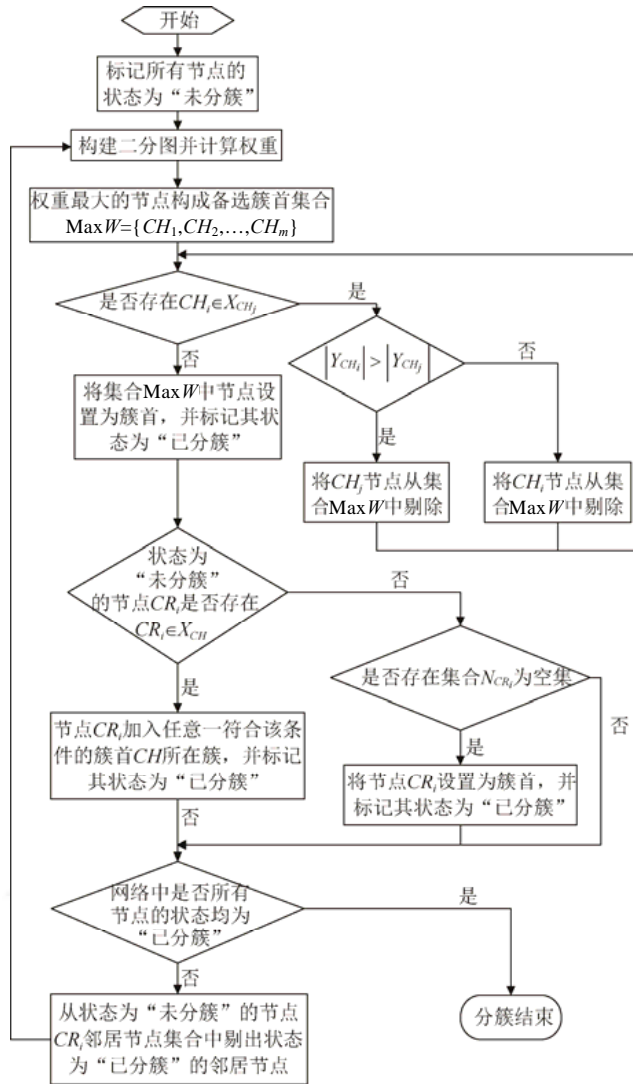 开始
标记所有节点的
状态为“未分簇”
构建二分图并计算权重
权重最大的节点构成备选簇首集合
MaxW={CH₁,CH₂,…,CHₘ}
是否存在CHᵢ∈X_{CHⱼ}
是
否
|Y_{CHᵢ}|>|Y_{CHⱼ}|
否
是
将集合MaxW中节点设
置为簇首，并标记其状
态为“已分簇”
将CHⱼ节点从集
合MaxW中剔除
将CHᵢ节点从集
合MaxW中剔除
状态为
“未分簇”
的节点CRᵢ是否存在
CRᵢ∈X_{CH}
否
是
是否存在集合N_{CRᵢ}为空集
否
是
节点CRᵢ加入任意一符合该条
件的簇首CH所在簇，并标记
其状态为“已分簇”
将节点CRᵢ设置为簇首，并
标记其状态为“已分簇”
否
网络中是否所有
节点的状态均为
“已分簇”
是
否
从状态为“未分簇”的节点
CRᵢ邻居节点集合中剔出状态
为“已分簇”的邻居节点
分簇结束